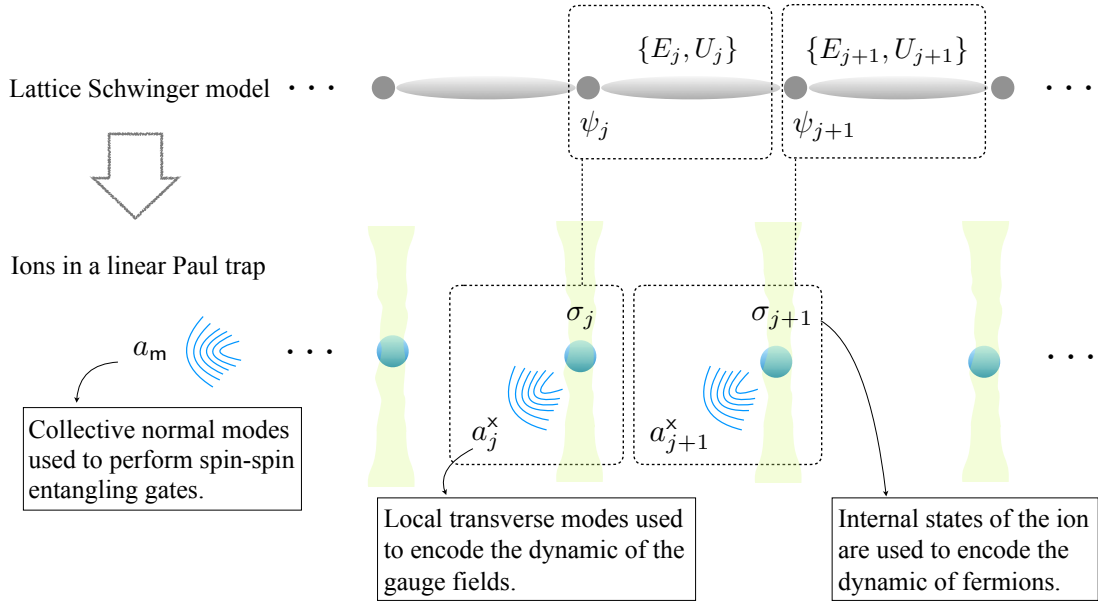 {E_j, U_j}
{E_{j+1}, U_{j+1}}
Lattice Schwinger model · · ·
· · ·
ψ_j
ψ_{j+1}
Ions in a linear Paul trap
σ_j
σ_{j+1}
a_m
· · ·
· · ·
a_j^x
a_{j+1}^x
Collective normal modes
used to perform spin-spin
entangling gates.
Local transverse modes used
to encode the dynamic of the
gauge fields.
Internal states of the ion
are used to encode the
dynamic of fermions.